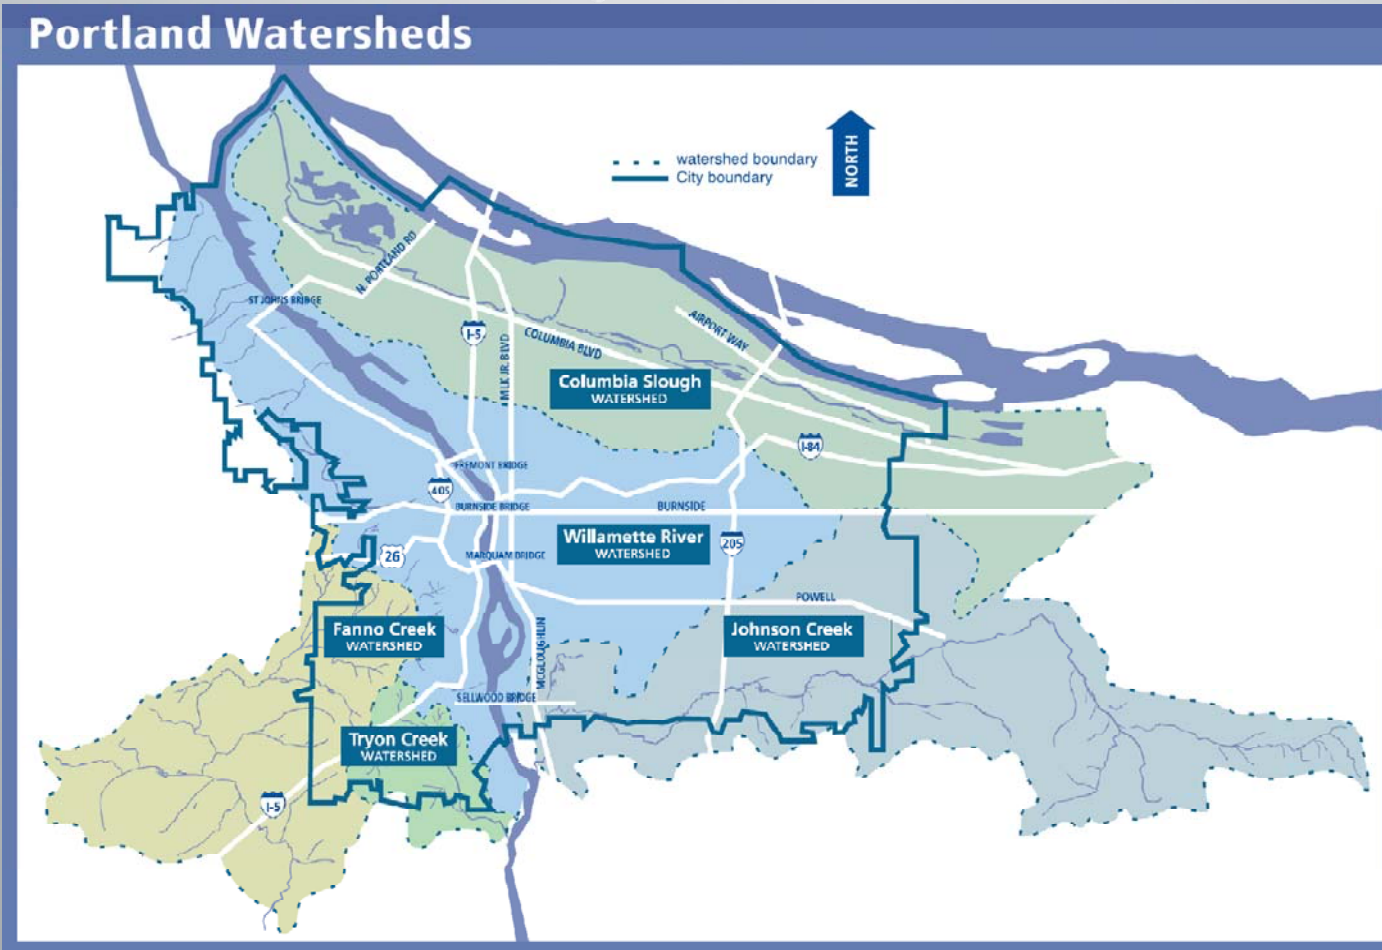 Portland Watersheds
watershed boundary
City boundary
NORTH
N. PORTLAND RD
ST JOHNS BRIDGE
I-5
MLK JR. BLVD
COLUMBIA BLVD
AIRPORT WAY
Columbia Slough
WATERSHED
I-84
FREMONT BRIDGE
405
BURNSIDE BRIDGE
BURNSIDE
Willamette River
WATERSHED
205
26
MARQUAM BRIDGE
POWELL
Fanno Creek
WATERSHED
Johnson Creek
WATERSHED
MCGLOUGHLIN
SELLWOOD BRIDGE
Tryon Creek
WATERSHED
I-5